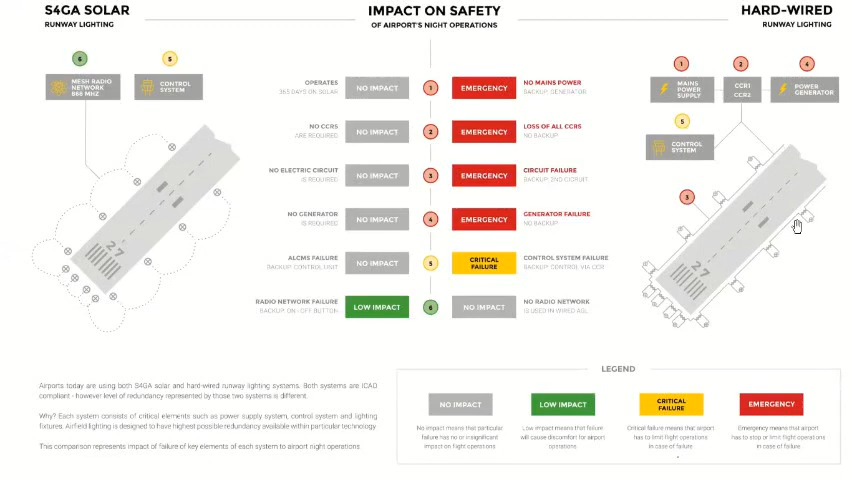 S4GA SOLAR
RUNWAY LIGHTING
IMPACT ON SAFETY
OF AIRPORT'S NIGHT OPERATIONS
HARD-WIRED
RUNWAY LIGHTING
6
MESH RADIO
NETWORK
868 MHZ
5
CONTROL
SYSTEM
OPERATES
365 DAYS ON SOLAR
NO IMPACT
1
EMERGENCY
NO MAINS POWER
BACKUP: GENERATOR
NO CCRS
ARE REQUIRED
NO IMPACT
2
EMERGENCY
LOSS OF ALL CCRS
NO BACKUP
NO ELECTRIC CIRCUIT
IS REQUIRED
NO IMPACT
3
EMERGENCY
CIRCUIT FAILURE
BACKUP: 2ND CIRCUIT
NO GENERATOR
IS REQUIRED
NO IMPACT
4
EMERGENCY
GENERATOR FAILURE
NO BACKUP
ALCMS FAILURE
BACKUP: CONTROL UNIT
NO IMPACT
5
CRITICAL
FAILURE
CONTROL SYSTEM FAILURE
BACKUP: CONTROL VIA CCR
RADIO NETWORK FAILURE
BACKUP: ON - OFF BUTTON
LOW IMPACT
6
NO IMPACT
NO RADIO NETWORK
IS USED IN WIRED AGL
1
MAINS
POWER
SUPPLY
2
CCR1
CCR2
4
POWER
GENERATOR
5
CONTROL
SYSTEM
3
27
27
Airports today are using both S4GA solar and hard-wired runway lighting systems. Both systems are ICAO
compliant - however level of redundancy represented by those two systems is different.
Why? Each system consists of critical elements such as power supply system, control system and lighting
fixtures. Airfield lighting is designed to have highest possible redundancy available within particular technology.
This comparison represents impact of failure of key elements of each system to airport night operations.
LEGEND
NO IMPACT
No impact means that particular
failure has no or insignificant
impact on flight operations.
LOW IMPACT
Low impact means that failure
will cause discomfort for airport
operations.
CRITICAL
FAILURE
Critical failure means that airport
has to limit flight operations
in case of failure.
EMERGENCY
Emergency means that airport
has to stop or limit flight operations
in case of failure.